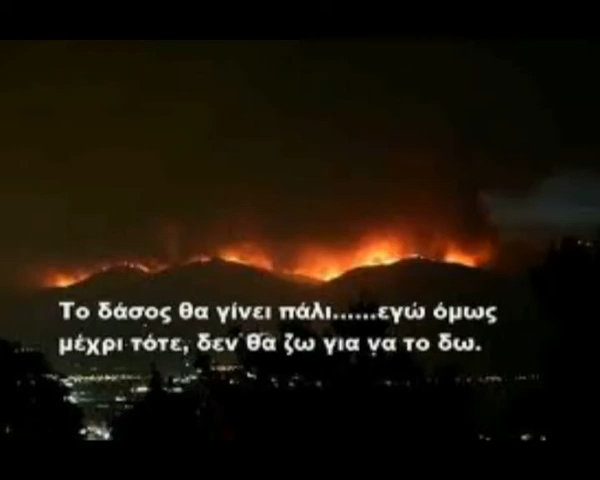 Το δάσος θα γίνει πάλι......εγώ όμως
μέχρι τότε, δεν θα ζω για να το δω.